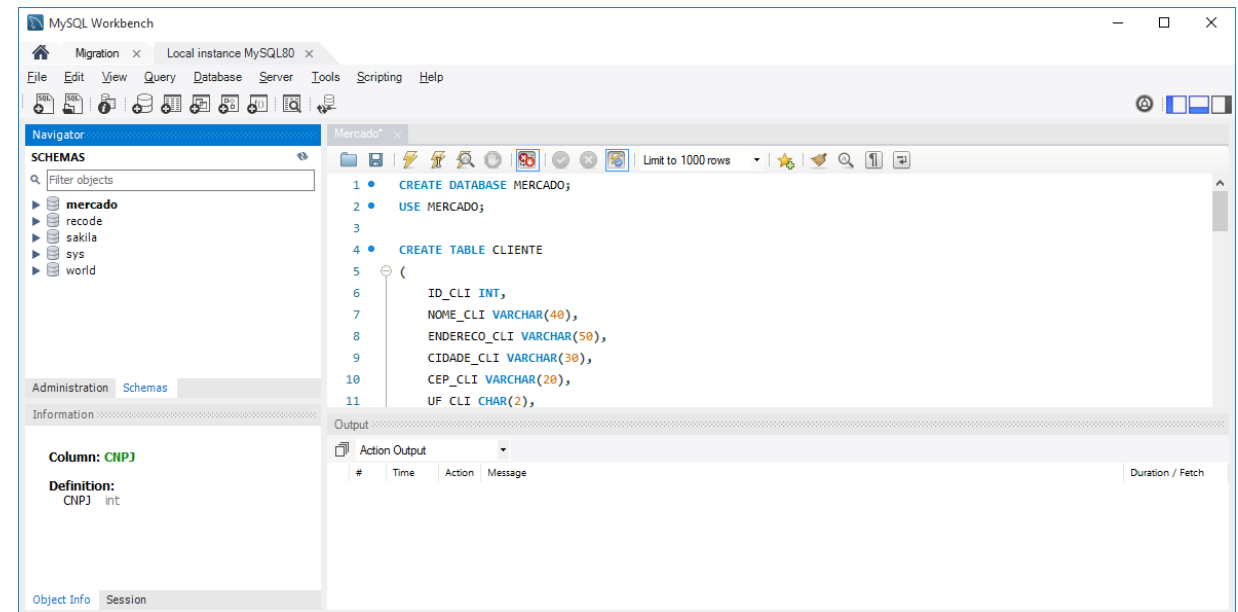 MySQL Workbench
Migration
Local instance MySQL80
File Edit View Query Database Server Tools Scripting Help
Navigator
SCHEMAS
Filter objects
mercado
recode
sakila
sys
world
Administration Schemas
Information
Column: CNPJ
Definition:
CNPJ int
Object Info Session
Mercado*
Limit to 1000 rows
1 CREATE DATABASE MERCADO;
2 USE MERCADO;
3
4 CREATE TABLE CLIENTE
5 (
6 ID_CLI INT,
7 NOME_CLI VARCHAR(40),
8 ENDERECO_CLI VARCHAR(50),
9 CIDADE_CLI VARCHAR(30),
10 CEP_CLI VARCHAR(20),
11 UF_CLI CHAR(2),
Output
Action Output
# Time Action Message Duration / Fetch